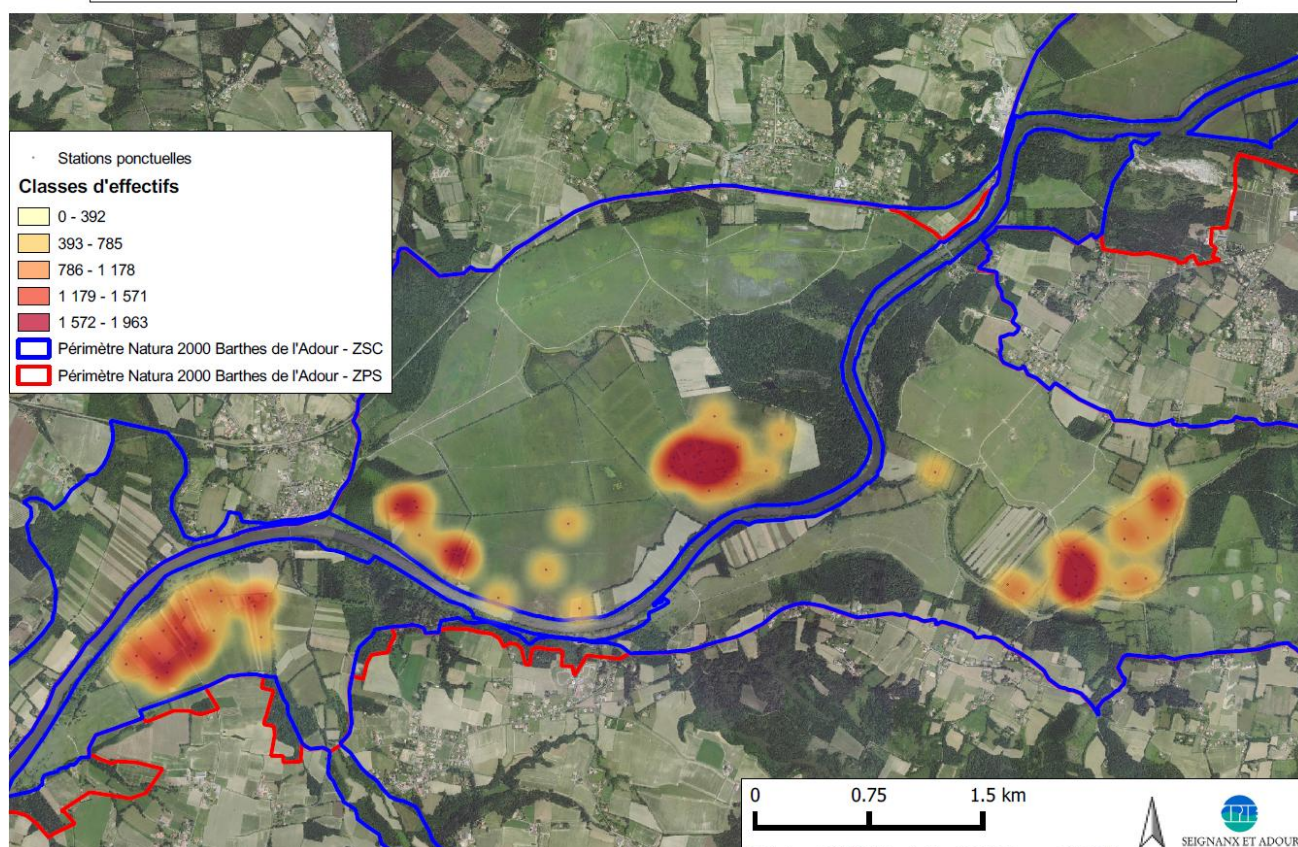 Stations ponctuelles
Classes d'effectifs
0 - 392
393 - 785
786 - 1 178
1 179 - 1 571
1 572 - 1 963
Périmètre Natura 2000 Barthes de l'Adour - ZSC
Périmètre Natura 2000 Barthes de l'Adour - ZPS
0 0.75 1.5 km
CPIE
SEIGNANX ET ADOUR